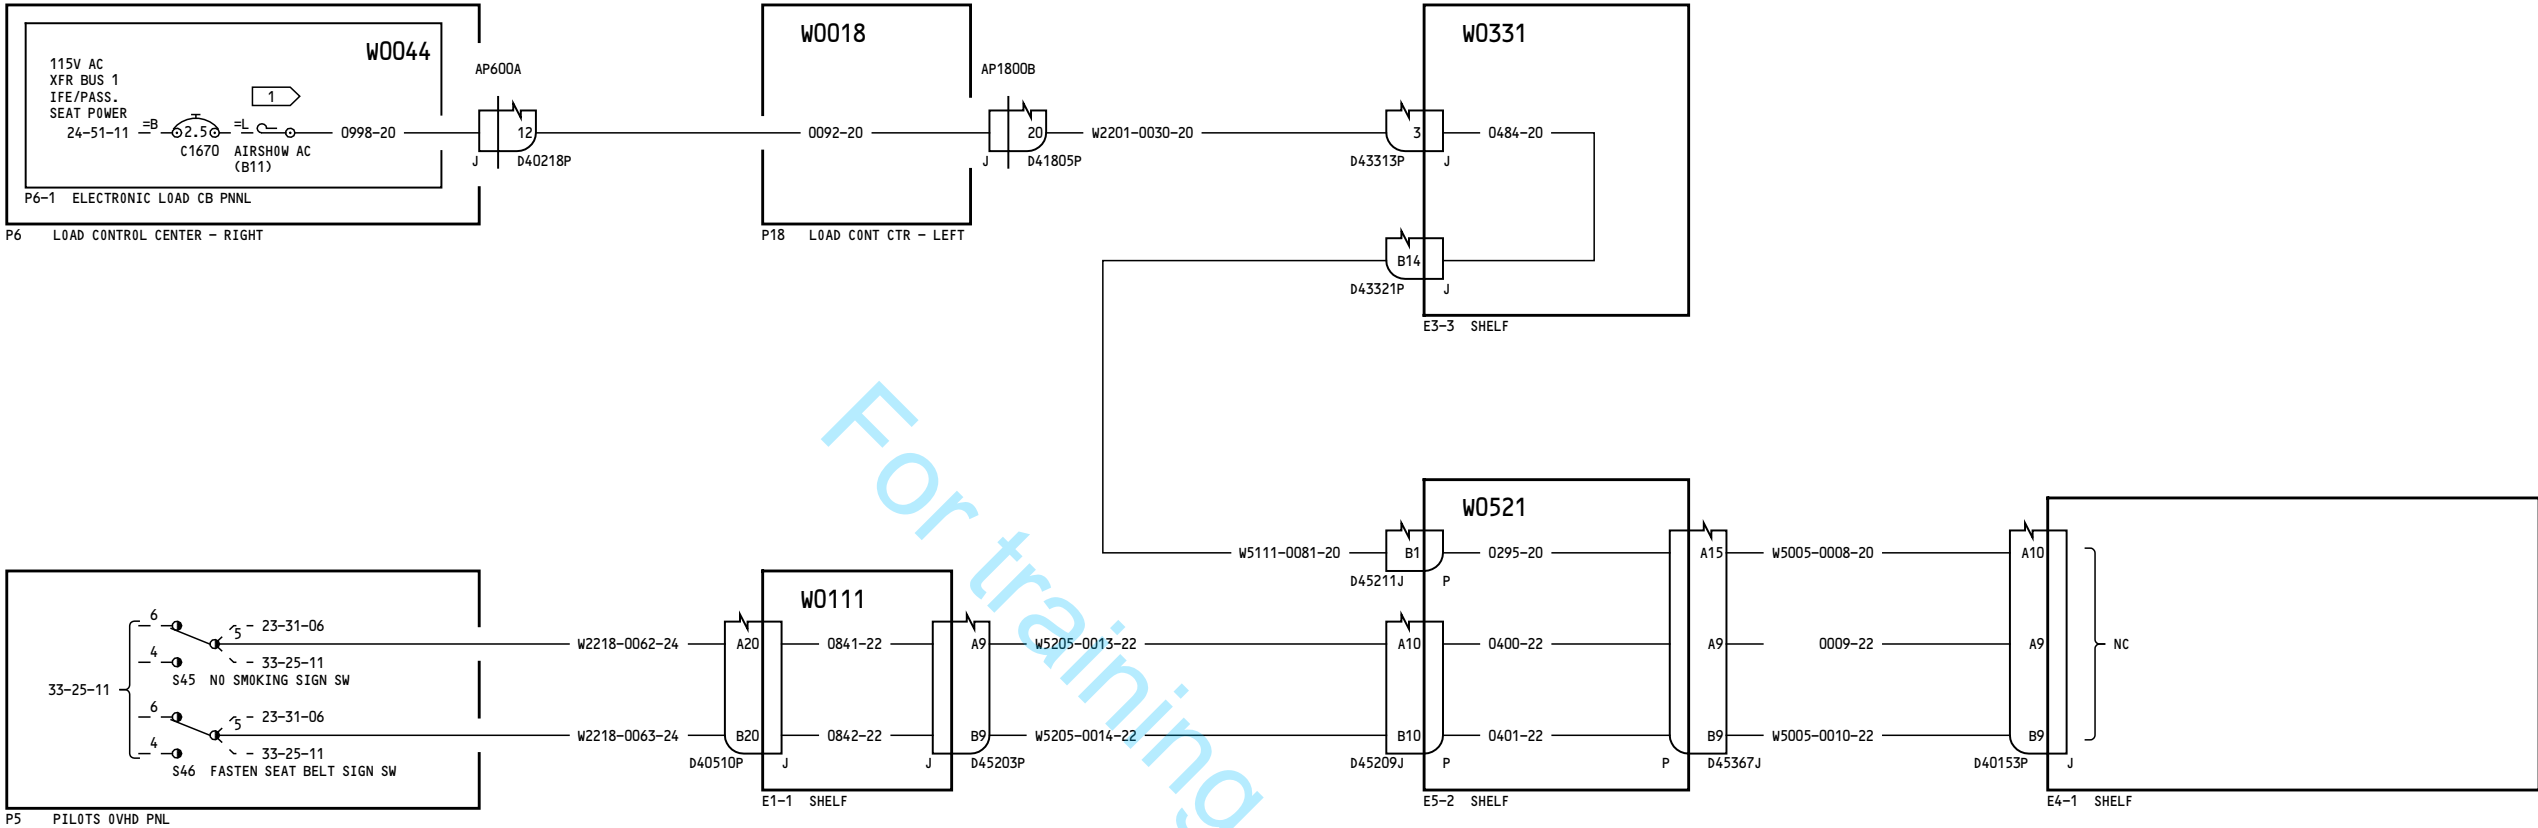 W0044
115V AC
XFR BUS 1
IFE/PASS.
SEAT POWER
24-51-11
=B
2.5
=L
1
C1670
AIRSHOW AC
(B11)
0998-20
P6-1 ELECTRONIC LOAD CB PNNL
P6 LOAD CONTROL CENTER - RIGHT
AP600A
12
J
D40218P
W0018
0092-20
P18 LOAD CONT CTR - LEFT
AP1800B
20
J
D41805P
W2201-0030-20
W0331
3
D43313P
J
0484-20
B14
D43321P
J
E3-3 SHELF
W5111-0081-20
W0521
B1
D45211J
P
0295-20
A15
W5005-0008-20
A10
33-25-11
6
5
23-31-06
4
33-25-11
S45 NO SMOKING SIGN SW
6
5
23-31-06
4
33-25-11
S46 FASTEN SEAT BELT SIGN SW
P5 PILOTS OVHD PNL
W2218-0062-24
W2218-0063-24
W0111
A20
0841-22
A9
B20
0842-22
B9
D40510P
J
J
D45203P
E1-1 SHELF
W5205-0013-22
W5205-0014-22
A10
0400-22
A9
0009-22
A9
B10
0401-22
B9
W5005-0010-22
B9
D45209J
P
P
D45367J
E5-2 SHELF
D40153P
J
NC
E4-1 SHELF
For training